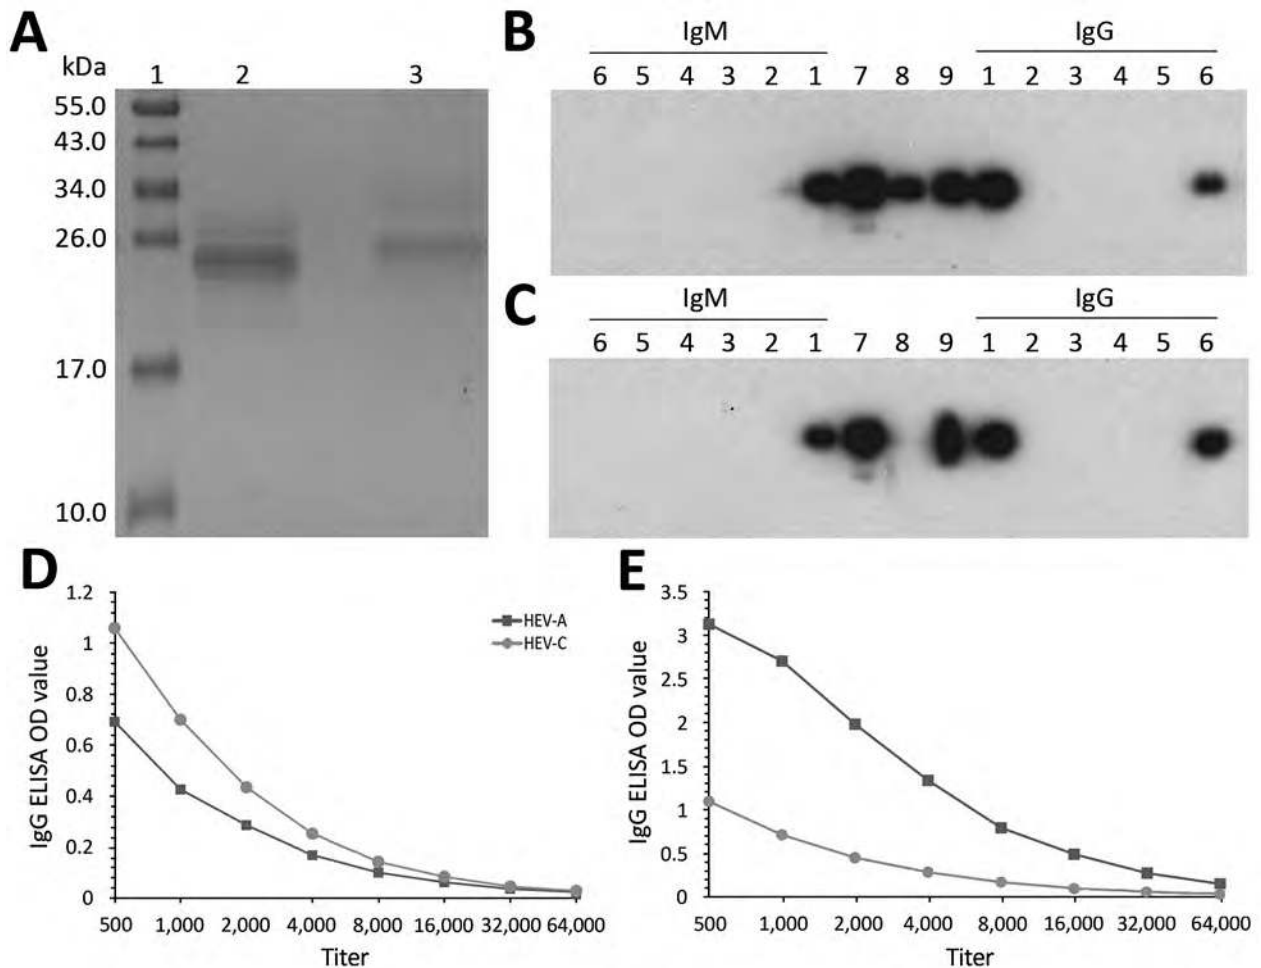 A
kDa 1 2 3
55.0
43.0
34.0
26.0
17.0
10.0
B
IgM IgG
6 5 4 3 2 1 7 8 9 1 2 3 4 5 6
C
IgM IgG
6 5 4 3 2 1 7 8 9 1 2 3 4 5 6
D
IgG ELISA OD value
1.2
1
0.8
0.6
0.4
0.2
0
500 1,000 2,000 4,000 8,000 16,000 32,000 64,000
Titer
HEV-A
HEV-C
E
IgG ELISA OD value
3.5
3
2.5
2
1.5
1
0.5
0
500 1,000 2,000 4,000 8,000 16,000 32,000 64,000
Titer